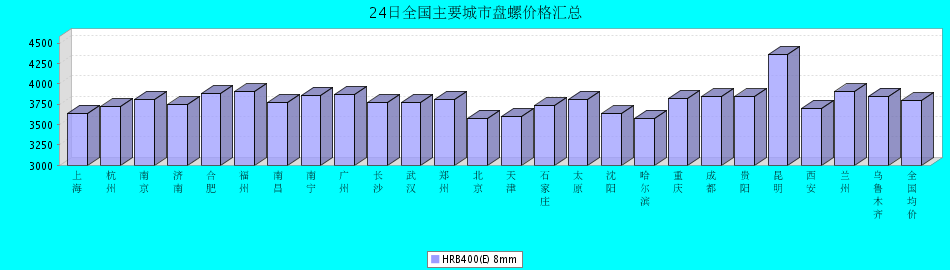 24日全国主要城市盘螺价格汇总
4500
4250
4000
3750
3500
3250
3000
上海
杭州
南京
济南
合肥
福州
南昌
南宁
广州
长沙
武汉
郑州
北京
天津
石家庄
太原
沈阳
哈尔滨
重庆
成都
贵阳
昆明
西安
兰州
乌鲁木齐
全国均价
HRB400(E) 8mm